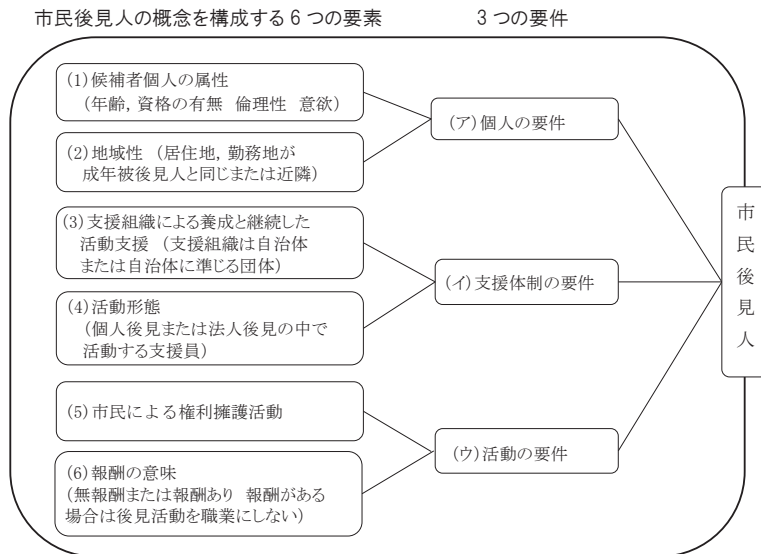 市民後見人の概念を構成する6つの要素 3つの要件
(1)候補者個人の属性
(年齢,資格の有無 倫理性 意欲)
(2)地域性 (居住地,勤務地が
成年被後見人と同じまたは近隣)
(ア)個人の要件
(3)支援組織による養成と継続した
活動支援 (支援組織は自治体
または自治体に準じる団体)
(4)活動形態
(個人後見または法人後見の中で
活動する支援員)
(イ)支援体制の要件
(5)市民による権利擁護活動
(6)報酬の意味
(無報酬または報酬あり 報酬がある
場合は後見活動を職業にしない)
(ウ)活動の要件
市民後見人